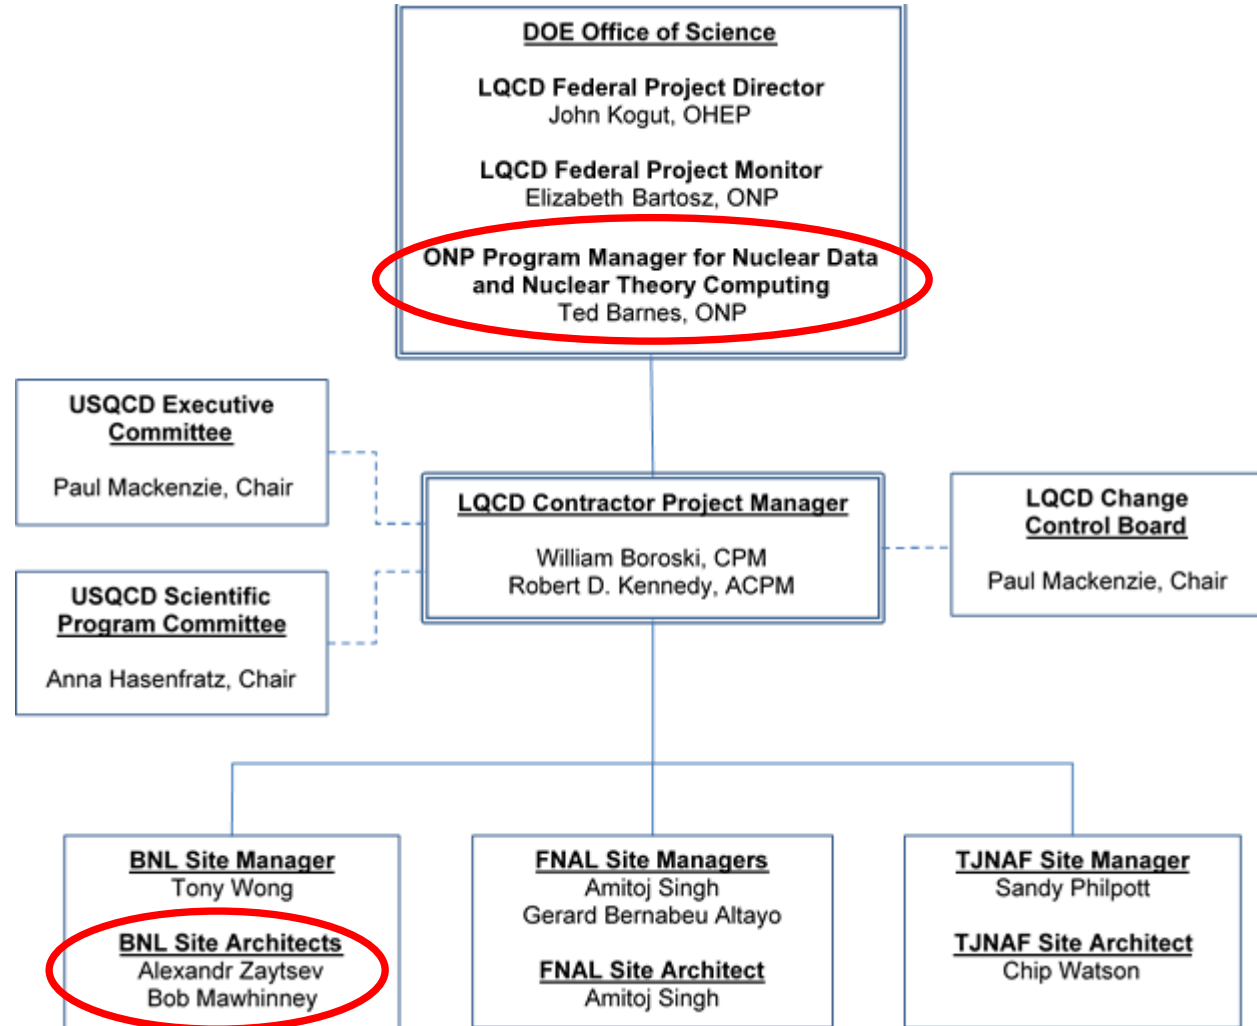 DOE Office of Science
LQCD Federal Project Director
John Kogut, OHEP
LQCD Federal Project Monitor
Elizabeth Bartosz, ONP
ONP Program Manager for Nuclear Data
and Nuclear Theory Computing
Ted Barnes, ONP
USQCD Executive
Committee
Paul Mackenzie, Chair
USQCD Scientific
Program Committee
Anna Hasenfratz, Chair
LQCD Contractor Project Manager
William Boroski, CPM
Robert D. Kennedy, ACPM
LQCD Change
Control Board
Paul Mackenzie, Chair
BNL Site Manager
Tony Wong
BNL Site Architects
Alexandr Zaytsev
Bob Mawhinney
FNAL Site Managers
Amitoj Singh
Gerard Bernabeu Altayo
FNAL Site Architect
Amitoj Singh
TJNAF Site Manager
Sandy Philpott
TJNAF Site Architect
Chip Watson